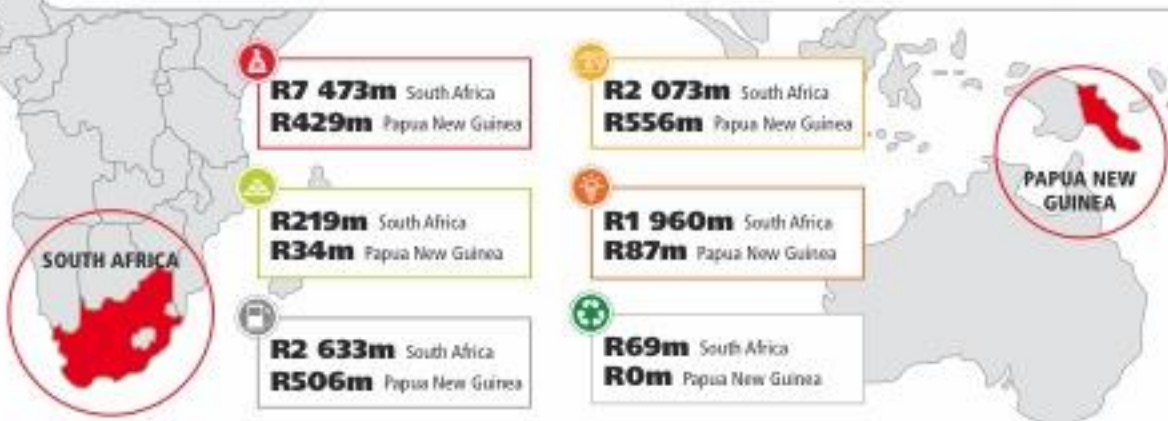 R7 473m South Africa
R429m Papua New Guinea
R2 073m South Africa
R556m Papua New Guinea
PAPUA NEW
GUINEA
R219m South Africa
R34m Papua New Guinea
R1 960m South Africa
R87m Papua New Guinea
SOUTH AFRICA
R2 633m South Africa
R506m Papua New Guinea
R69m South Africa
R0m Papua New Guinea